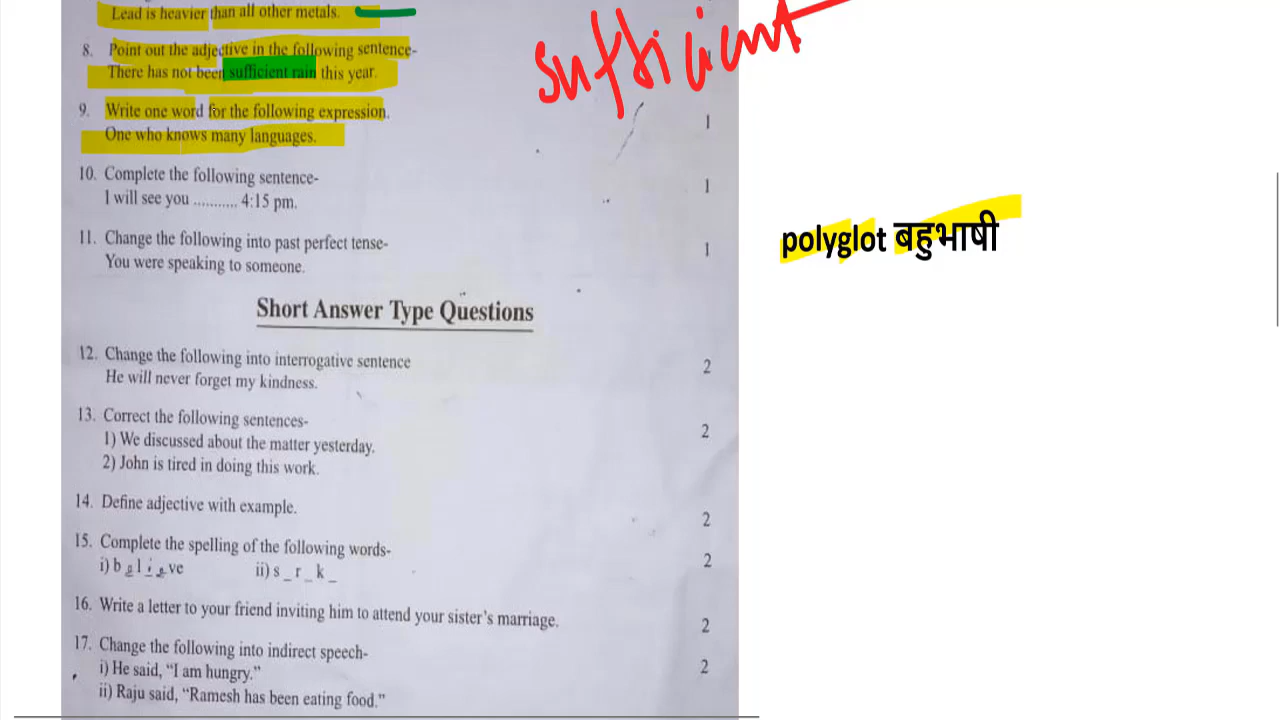 Lead is heavier than all other metals.
8. Point out the adjective in the following sentence-
There has not been sufficient rain this year.
sufficient
9. Write one word for the following expression.
One who knows many languages.
1
10. Complete the following sentence-
I will see you .......... 4:15 pm.
1
11. Change the following into past perfect tense-
You were speaking to someone.
1
polyglot बहुभाषी
Short Answer Type Questions
12. Change the following into interrogative sentence
He will never forget my kindness.
2
13. Correct the following sentences-
1) We discussed about the matter yesterday.
2) John is tired in doing this work.
2
14. Define adjective with example.
2
15. Complete the spelling of the following words-
i) b e l i e ve ii) s _ r _ k _
2
16. Write a letter to your friend inviting him to attend your sister's marriage.
2
17. Change the following into indirect speech-
i) He said, "I am hungry."
ii) Raju said, "Ramesh has been eating food."
2